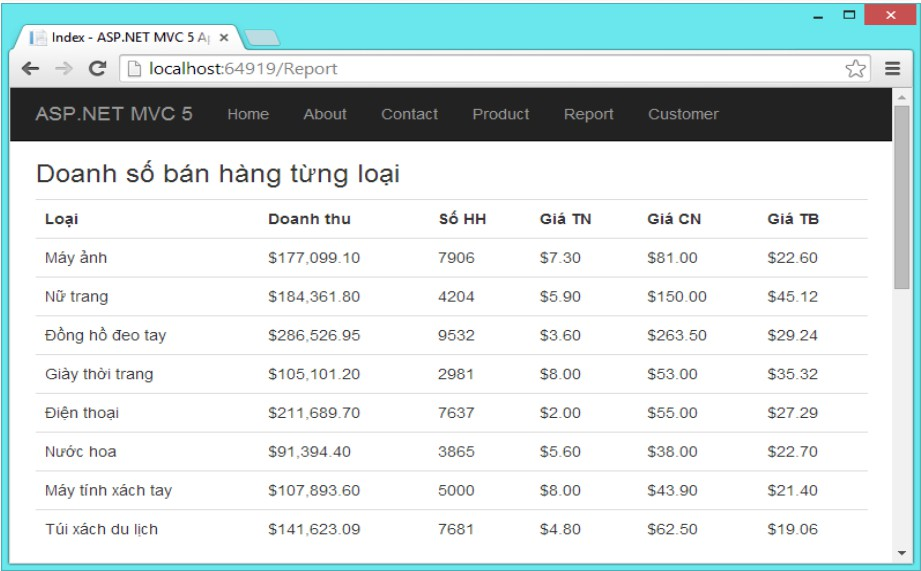 Index - ASP.NET MVC 5 A
localhost:64919/Report
ASP.NET MVC 5 Home About Contact Product Report Customer
Doanh số bán hàng từng loại
Loại Doanh thu Số HH Giá TN Giá CN Giá TB
Máy ảnh $177,099.10 7906 $7.30 $81.00 $22.60
Nữ trang $184,361.80 4204 $5.90 $150.00 $45.12
Đồng hồ đeo tay $286,526.95 9532 $3.60 $263.50 $29.24
Giày thời trang $105,101.20 2981 $8.00 $53.00 $35.32
Điện thoại $211,689.70 7637 $2.00 $55.00 $27.29
Nước hoa $91,394.40 3865 $5.60 $38.00 $22.70
Máy tính xách tay $107,893.60 5000 $8.00 $43.90 $21.40
Túi xách du lịch $141,623.09 7681 $4.80 $62.50 $19.06